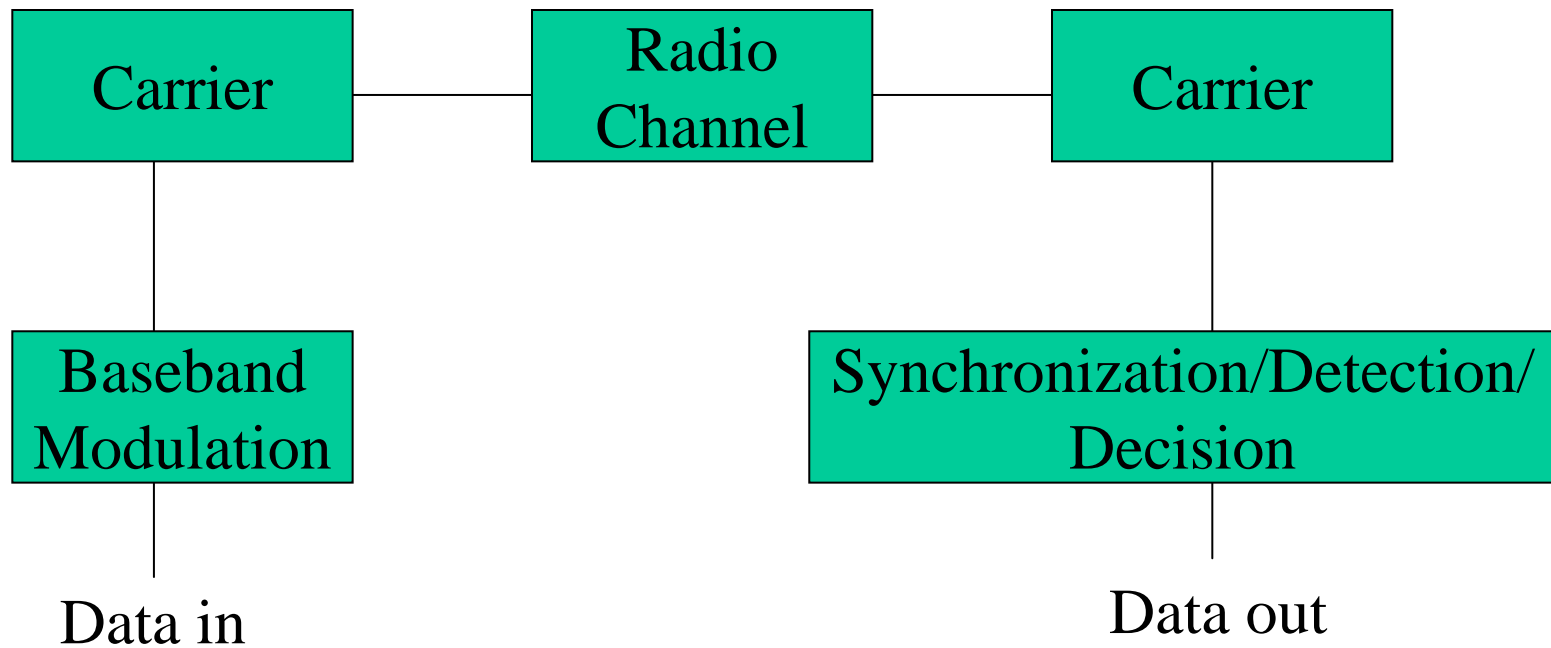 Carrier
Radio
Channel
Carrier
Baseband
Modulation
Synchronization/Detection/
Decision
Data in
Data out